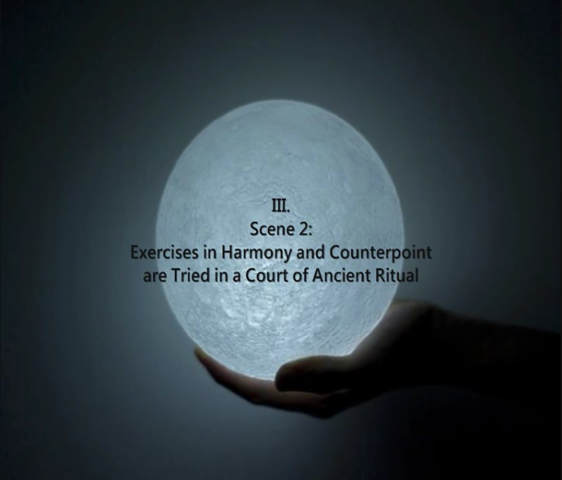 III.
Scene 2:
Exercises in Harmony and Counterpoint
are Tried in a Court of Ancient Ritual